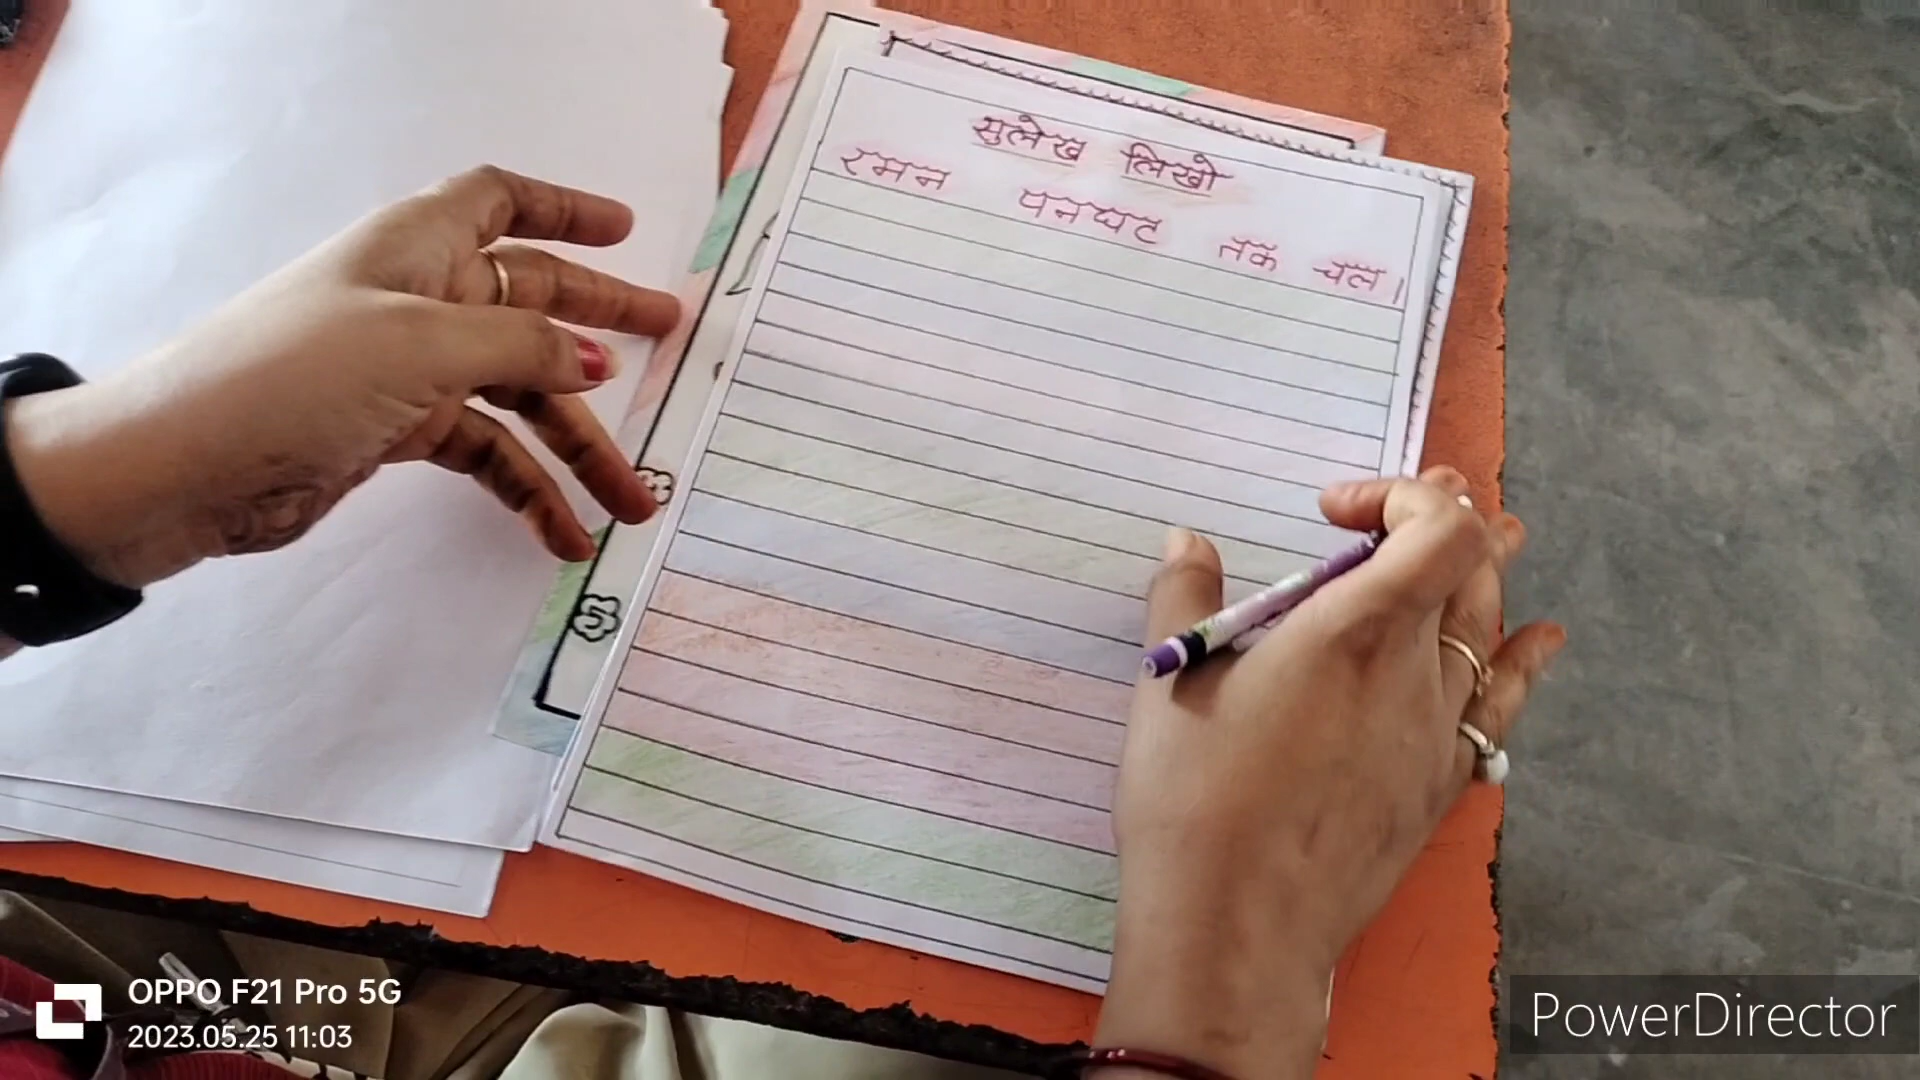 सुलेख लिखो
रमन पनघट तक चल।
OPPO F21 Pro 5G
2023.05.25 11:03
PowerDirector